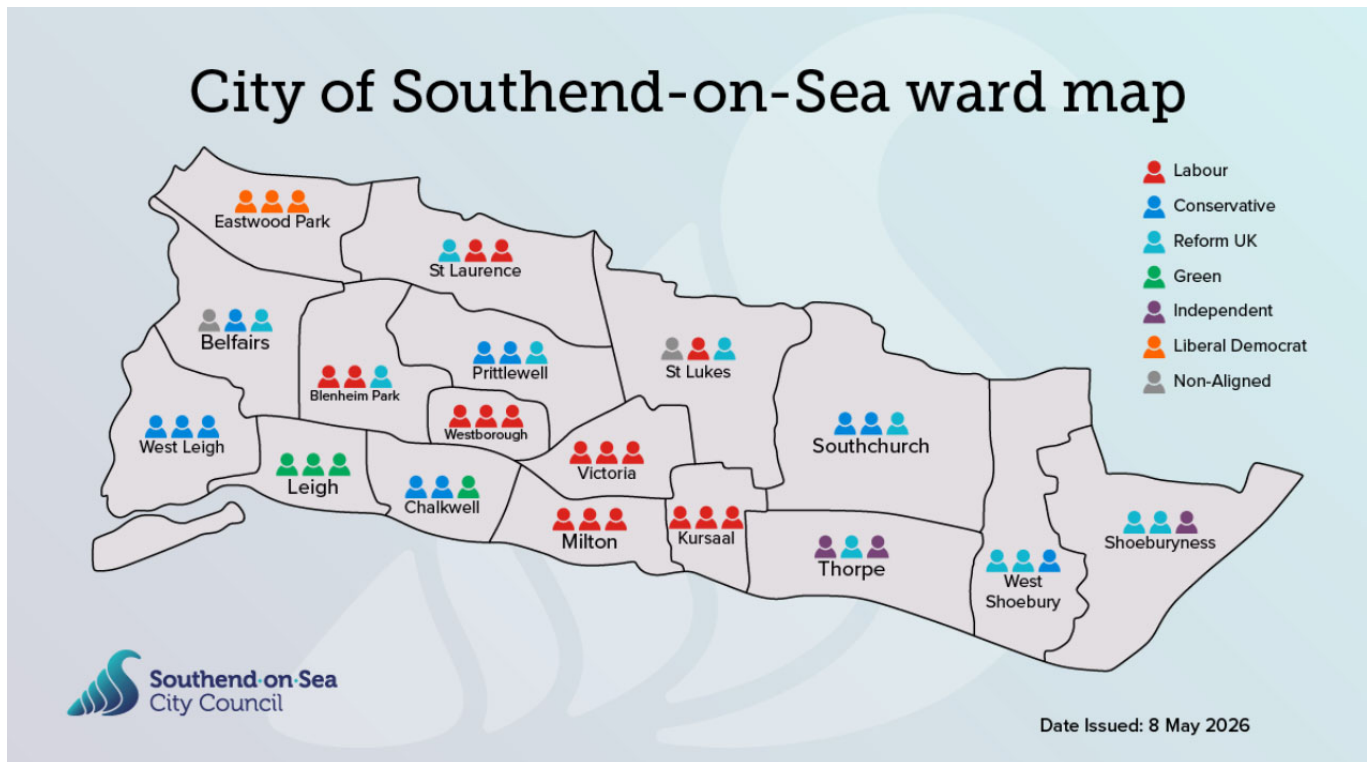 City of Southend-on-Sea ward map
Labour
Conservative
Reform UK
Green
Independent
Liberal Democrat
Non-Aligned
Eastwood Park
St Laurence
Belfairs
Prittlewell
St Lukes
Blenheim Park
Westborough
Southchurch
West Leigh
Leigh
Victoria
Chalkwell
Milton
Kursaal
Thorpe
West
Shoebury
Shoeburyness
Southend-on-Sea
City Council
Date Issued: 8 May 2026